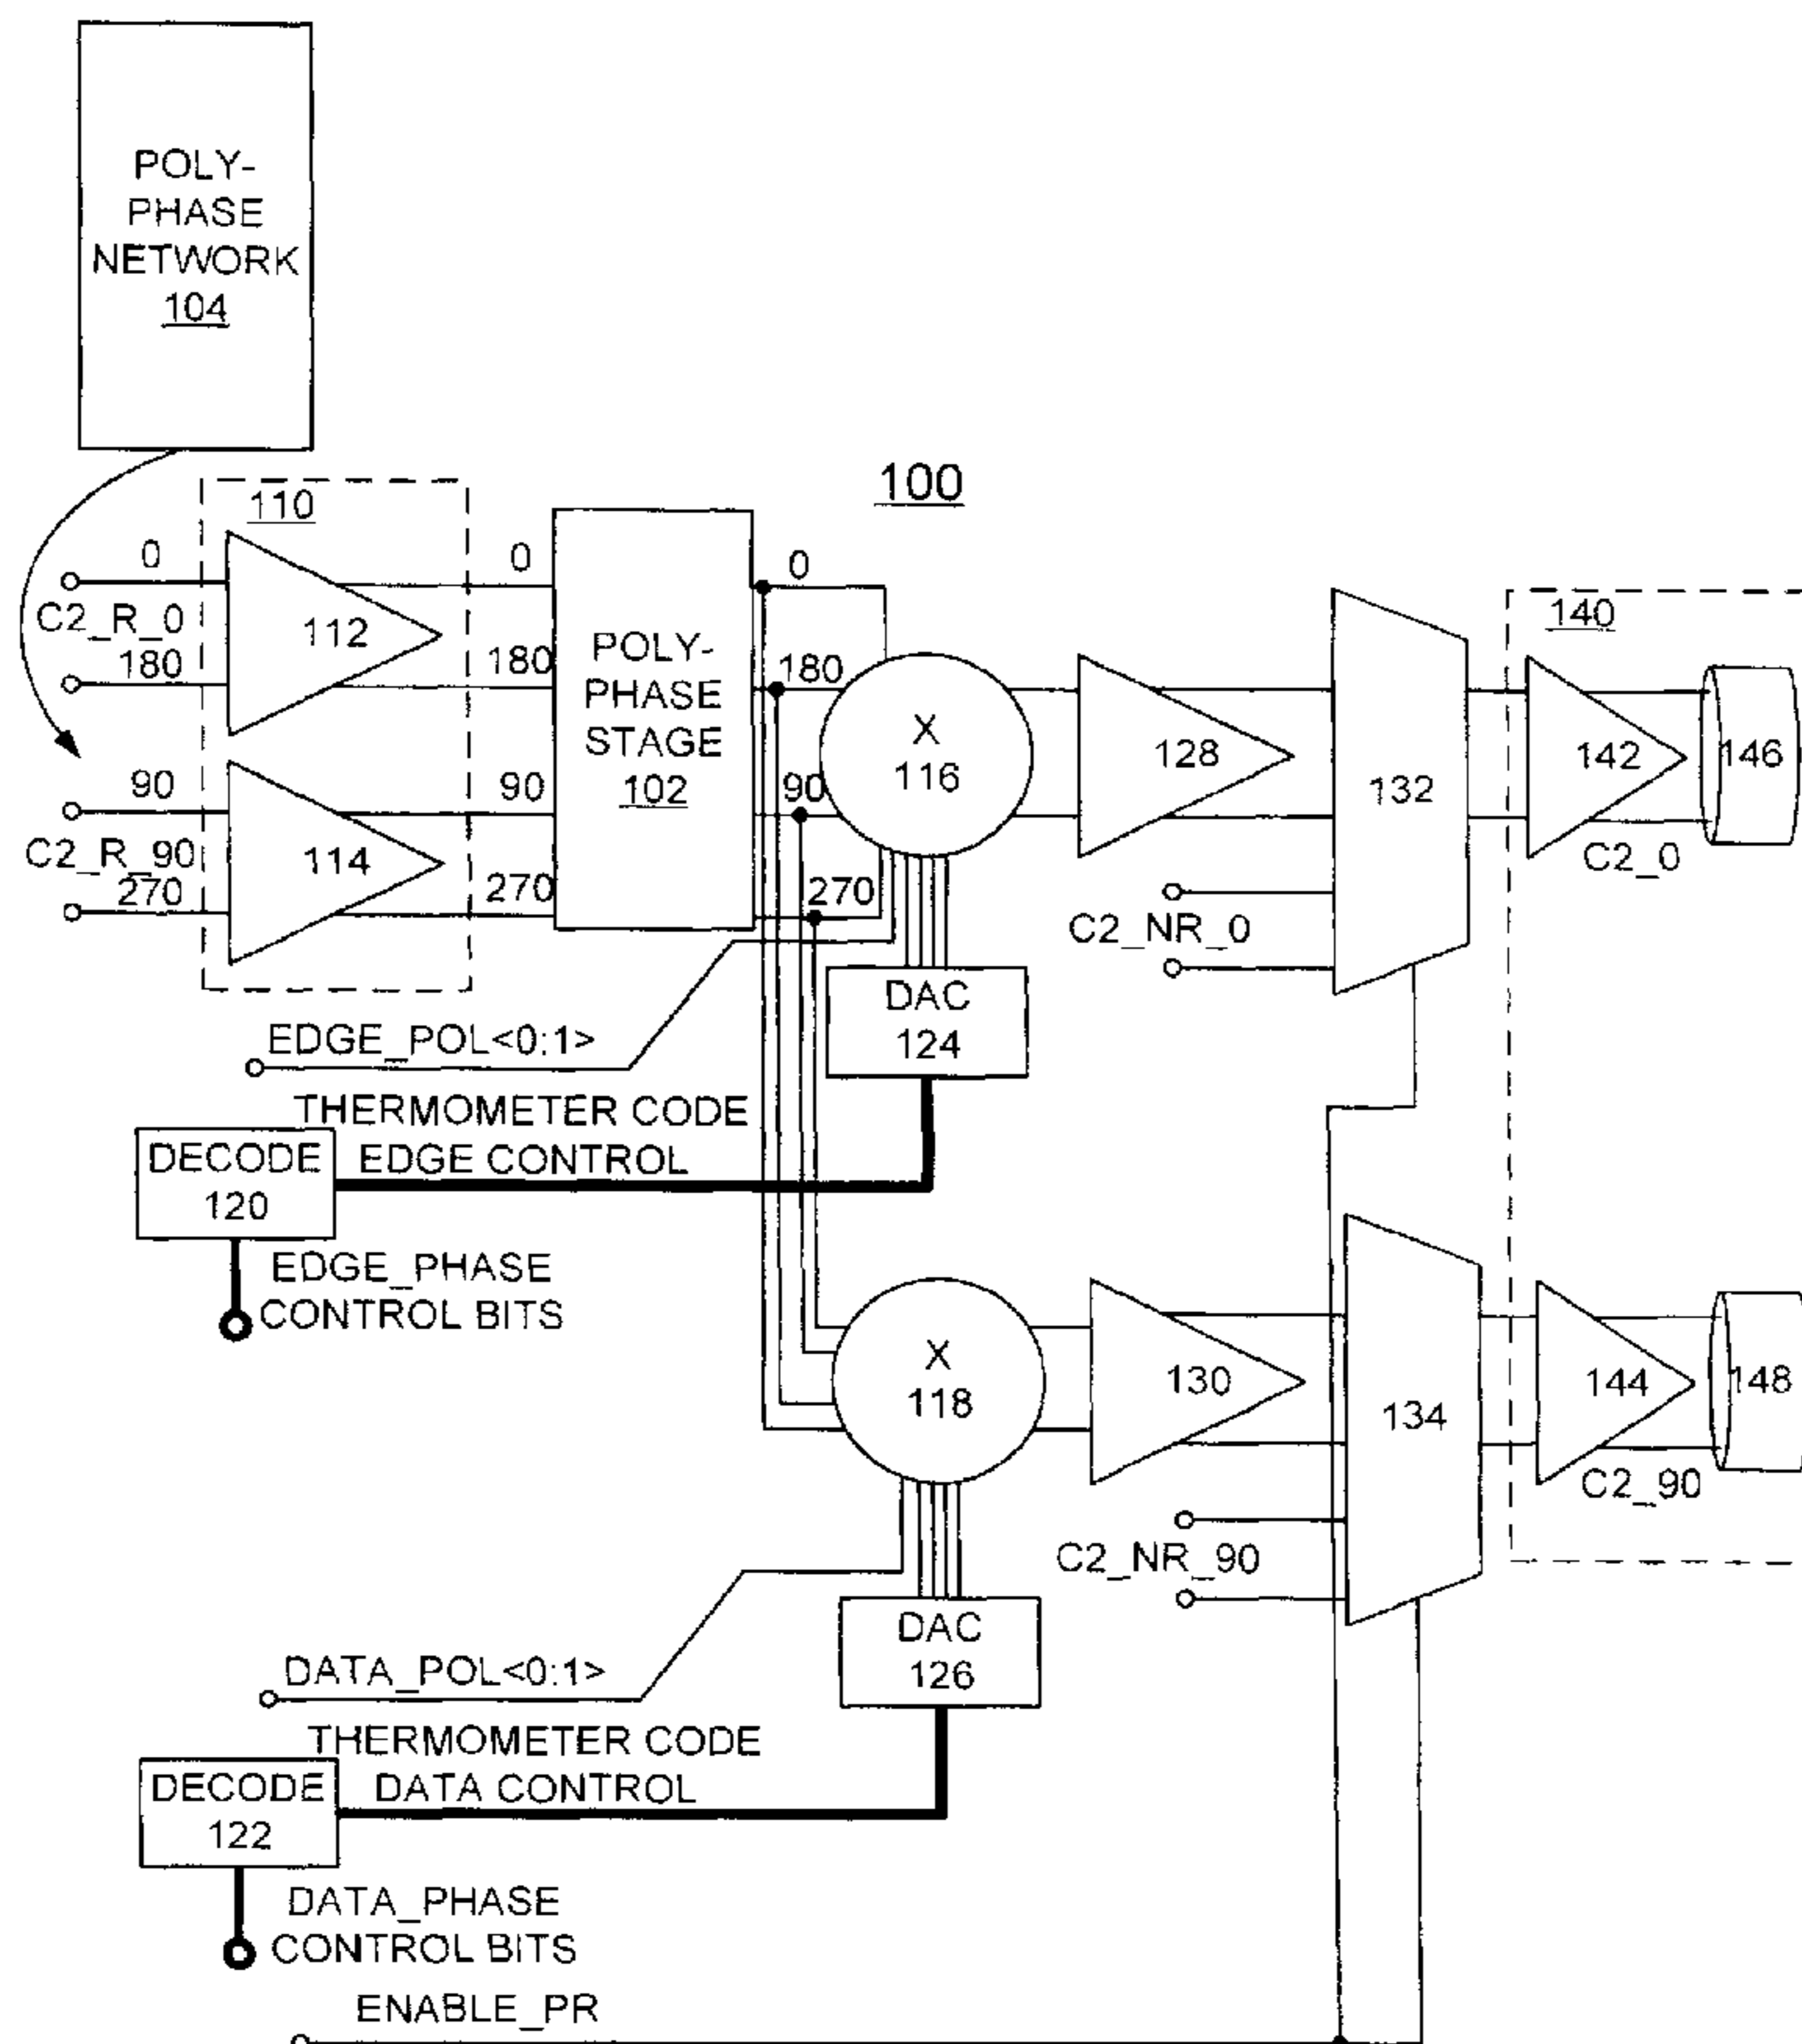 POLY-
PHASE
NETWORK
104
100
110
0
C2_R_0
180
112
0
180
90
C2_R_90
270
114
90
270
POLY-
PHASE
STAGE
102
0
180
90
270
X
116
128
132
140
142
146
C2_0
C2_NR_0
EDGE_POL<0:1>
DAC
124
THERMOMETER CODE
EDGE CONTROL
DECODE
120
EDGE_PHASE
CONTROL BITS
X
118
130
134
144
148
C2_90
C2_NR_90
DATA_POL<0:1>
DAC
126
THERMOMETER CODE
DATA CONTROL
DECODE
122
DATA_PHASE
CONTROL BITS
ENABLE_PR